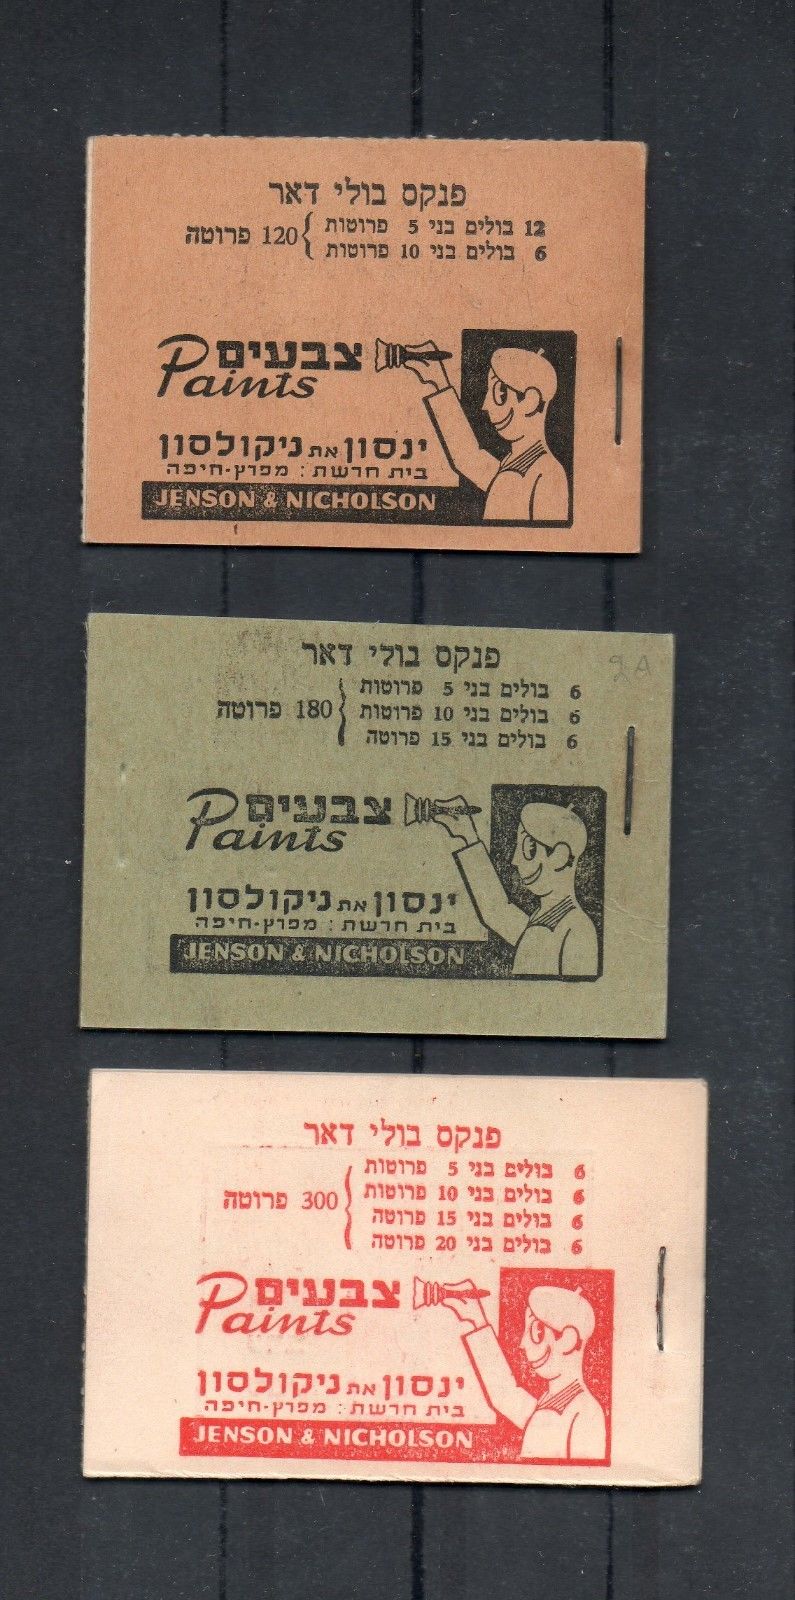 פנקס בולי דאר
12 בולים בני 5 פרוטות
6 בולים בני 10 פרוטות
120 פרוטה
צבעים
Paints
ינסון את ניקולסון
בית חרשת: מפרץ-חיפה
JENSON & NICHOLSON
פנקס בולי דאר
6 בולים בני 5 פרוטות
6 בולים בני 10 פרוטות
6 בולים בני 15 פרוטה
180 פרוטה
2A
צבעים
Paints
ינסון את ניקולסון
בית חרשת: מפרץ-חיפה
JENSON & NICHOLSON
פנקס בולי דאר
6 בולים בני 5 פרוטות
6 בולים בני 10 פרוטות
6 בולים בני 15 פרוטה
6 בולים בני 20 פרוטה
300 פרוטה
צבעים
Paints
ינסון את ניקולסון
בית חרשת: מפרץ-חיפה
JENSON & NICHOLSON